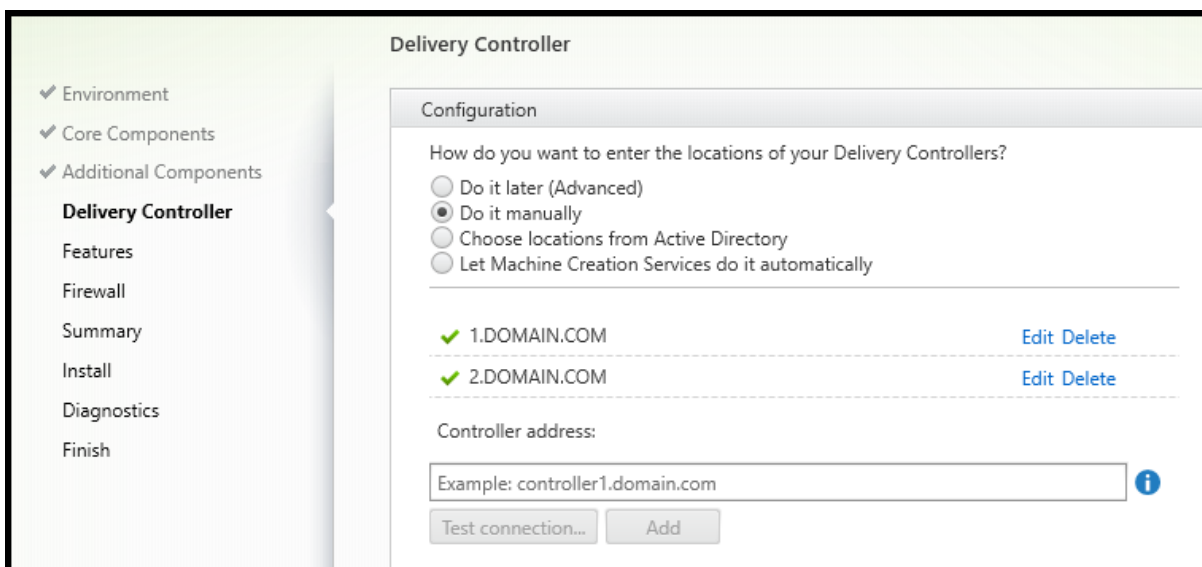 Delivery Controller
Environment
Core Components
Additional Components
Delivery Controller
Features
Firewall
Summary
Install
Diagnostics
Finish
Configuration
How do you want to enter the locations of your Delivery Controllers?
Do it later (Advanced)
Do it manually
Choose locations from Active Directory
Let Machine Creation Services do it automatically
1.DOMAIN.COM Edit Delete
2.DOMAIN.COM Edit Delete
Controller address:
Example: controller1.domain.com
Test connection... Add